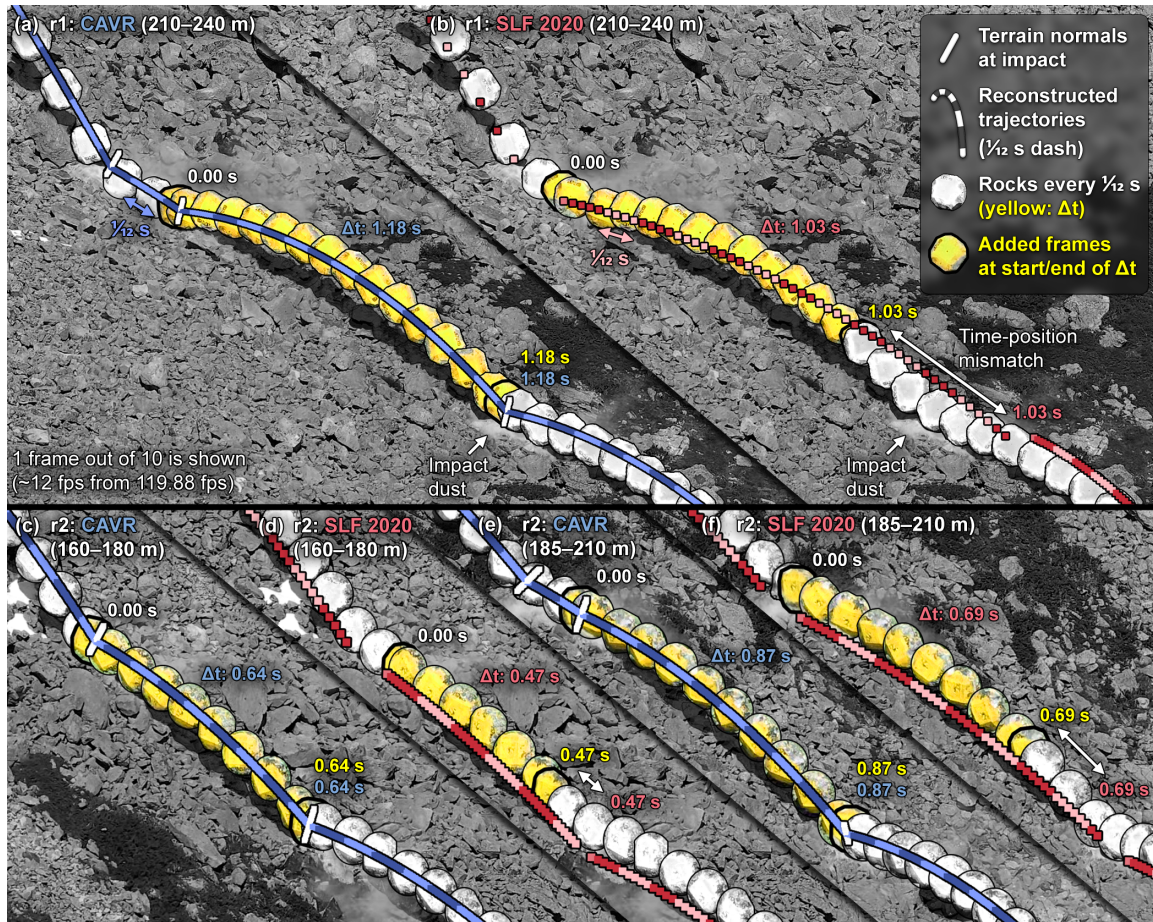 (a) r1: CAVR (210–240 m)
0.00 s
¹⁄₁₂ s
Δt: 1.18 s
1.18 s
1.18 s
Impact
dust
1 frame out of 10 is shown
(~12 fps from 119.88 fps)
(b) r1: SLF 2020 (210–240 m)
0.00 s
¹⁄₁₂ s
Δt: 1.03 s
1.03 s
Time-position
mismatch
1.03 s
Impact
dust
Terrain normals
at impact
Reconstructed
trajectories
(¹⁄₁₂ s dash)
Rocks every ¹⁄₁₂ s
(yellow: Δt)
Added frames
at start/end of Δt
(c) r2: CAVR
(160–180 m)
0.00 s
Δt: 0.64 s
0.64 s
0.64 s
(d) r2: SLF 2020
(160–180 m)
0.00 s
Δt: 0.47 s
0.47 s
0.47 s
(e) r2: CAVR
(185–210 m)
0.00 s
Δt: 0.87 s
0.87 s
0.87 s
(f) r2: SLF 2020 (185–210 m)
0.00 s
Δt: 0.69 s
0.69 s
0.69 s